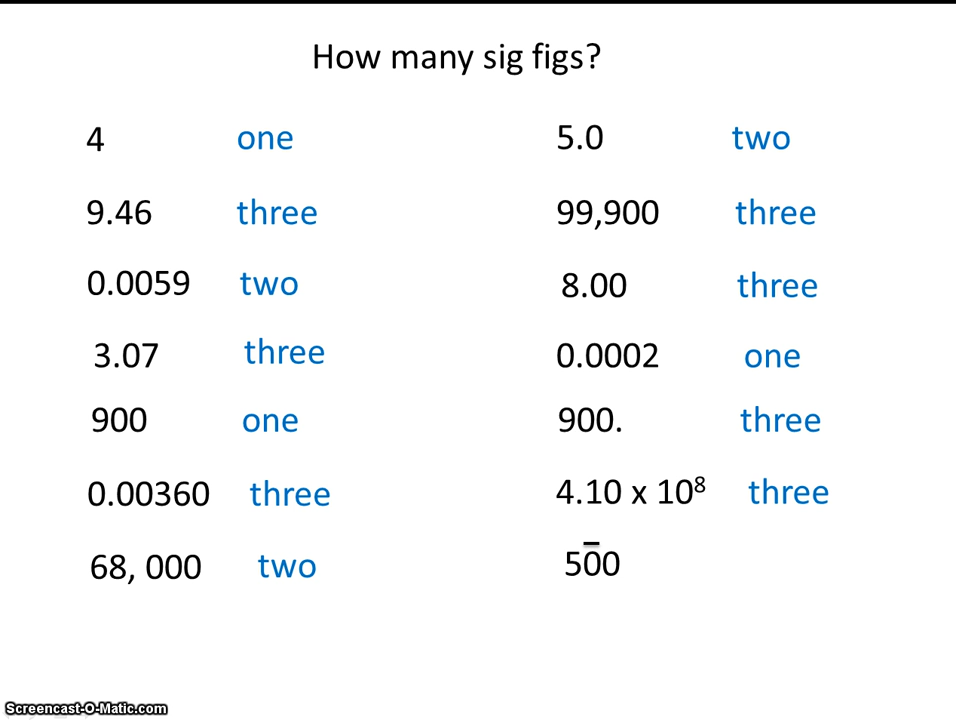 How many sig figs?
4 one 5.0 two
9.46 three 99,900 three
0.0059 two 8.00 three
3.07 three 0.0002 one
900 one 900. three
0.00360 three 4.10 x 10⁸ three
68, 000 two 50̅0
Screencast-O-Matic.com